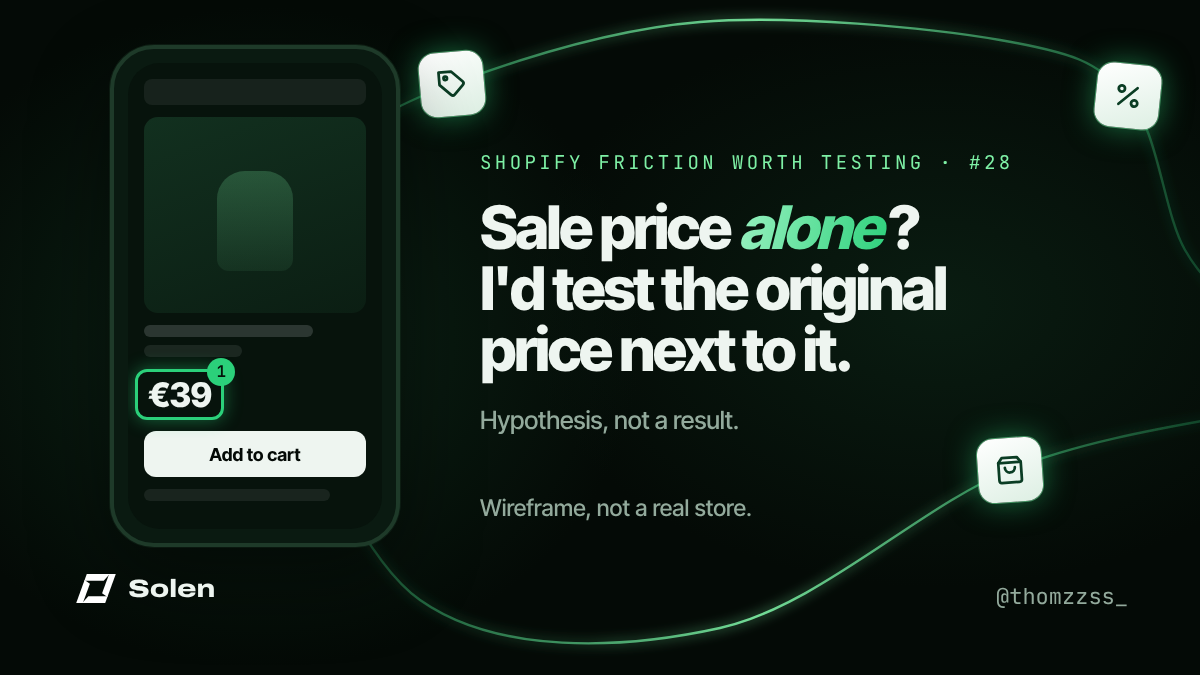 SHOPIFY FRICTION WORTH TESTING · #28
Sale price alone?
I'd test the original
price next to it.
Hypothesis, not a result.
Wireframe, not a real store.
€39
1
Add to cart
%
Solen
@thomzzss_